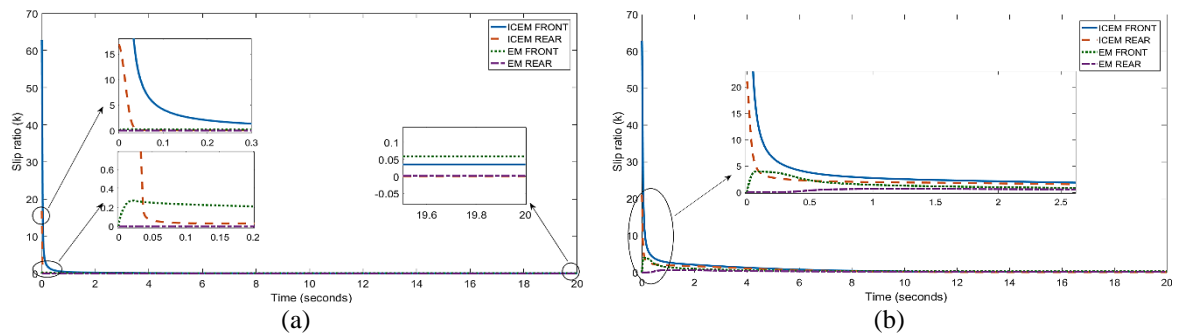 70
60
50
40
30
20
10
0
Slip ratio (k)
0 2 4 6 8 10 12 14 16 18 20
Time (seconds)
ICEM FRONT
ICEM REAR
EM FRONT
EM REAR
15
10
5
0
0 0.1 0.2 0.3
0.6
0.4
0.2
0
0 0.05 0.1 0.15 0.2
0.1
0.05
0
-0.05
19.6 19.8 20
(a)
70
60
50
40
30
20
10
0
Slip ratio (k)
0 2 4 6 8 10 12 14 16 18 20
Time (seconds)
ICEM FRONT
ICEM REAR
EM FRONT
EM REAR
20
15
10
5
0
0 0.5 1 1.5 2 2.5
(b)